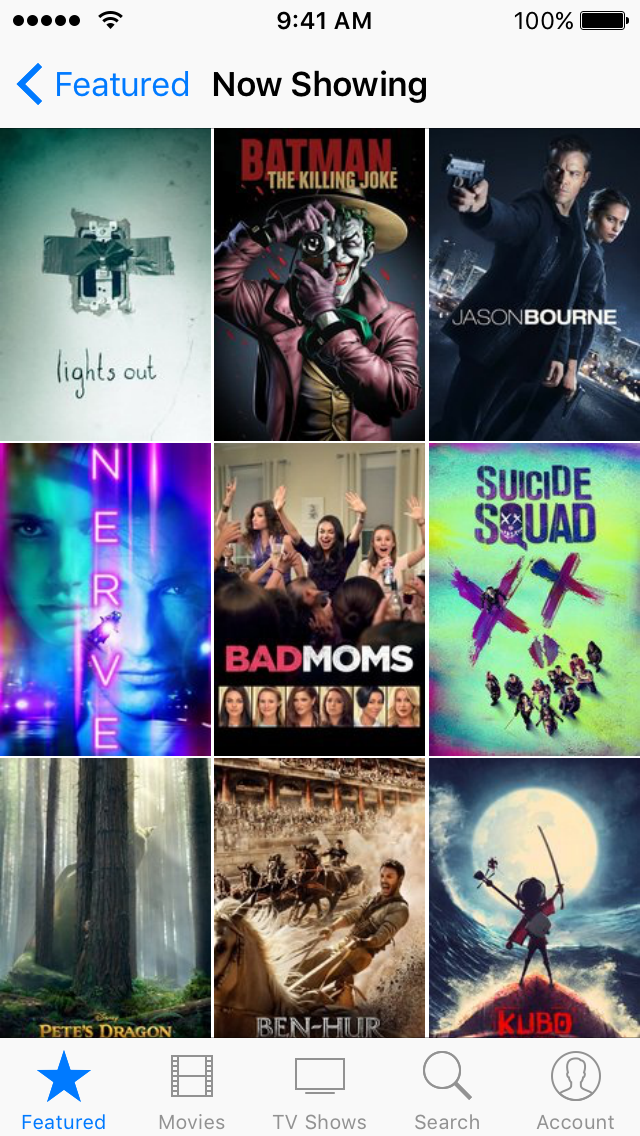 9:41 AM
100%
Featured
Now Showing
lights out
BATMAN
THE KILLING JOKE
JASONBOURNE
NERVE
BADMOMS
SUICIDE
SQUAD
Disney
PETE'S DRAGON
BEN-HUR
KUBO
Featured
Movies
TV Shows
Search
Account